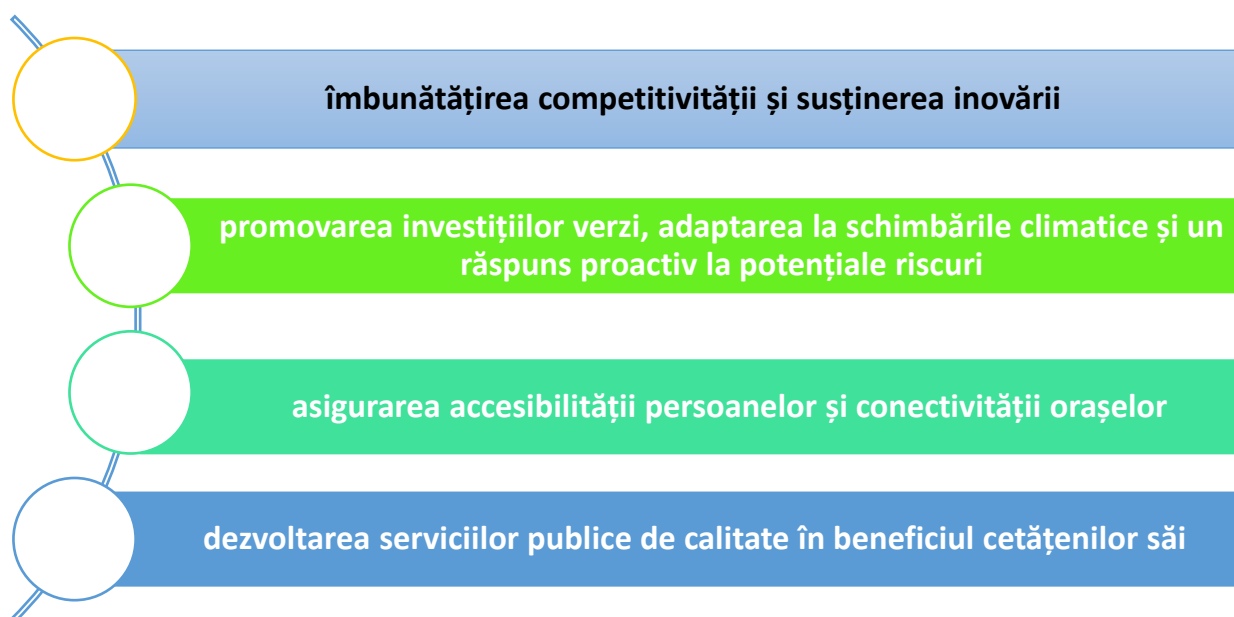 îmbunătățirea competitivității și susținerea inovării
promovarea investițiilor verzi, adaptarea la schimbările climatice și un
răspuns proactiv la potențiale riscuri
asigurarea accesibilității persoanelor și conectivității orașelor
dezvoltarea serviciilor publice de calitate în beneficiul cetățenilor săi